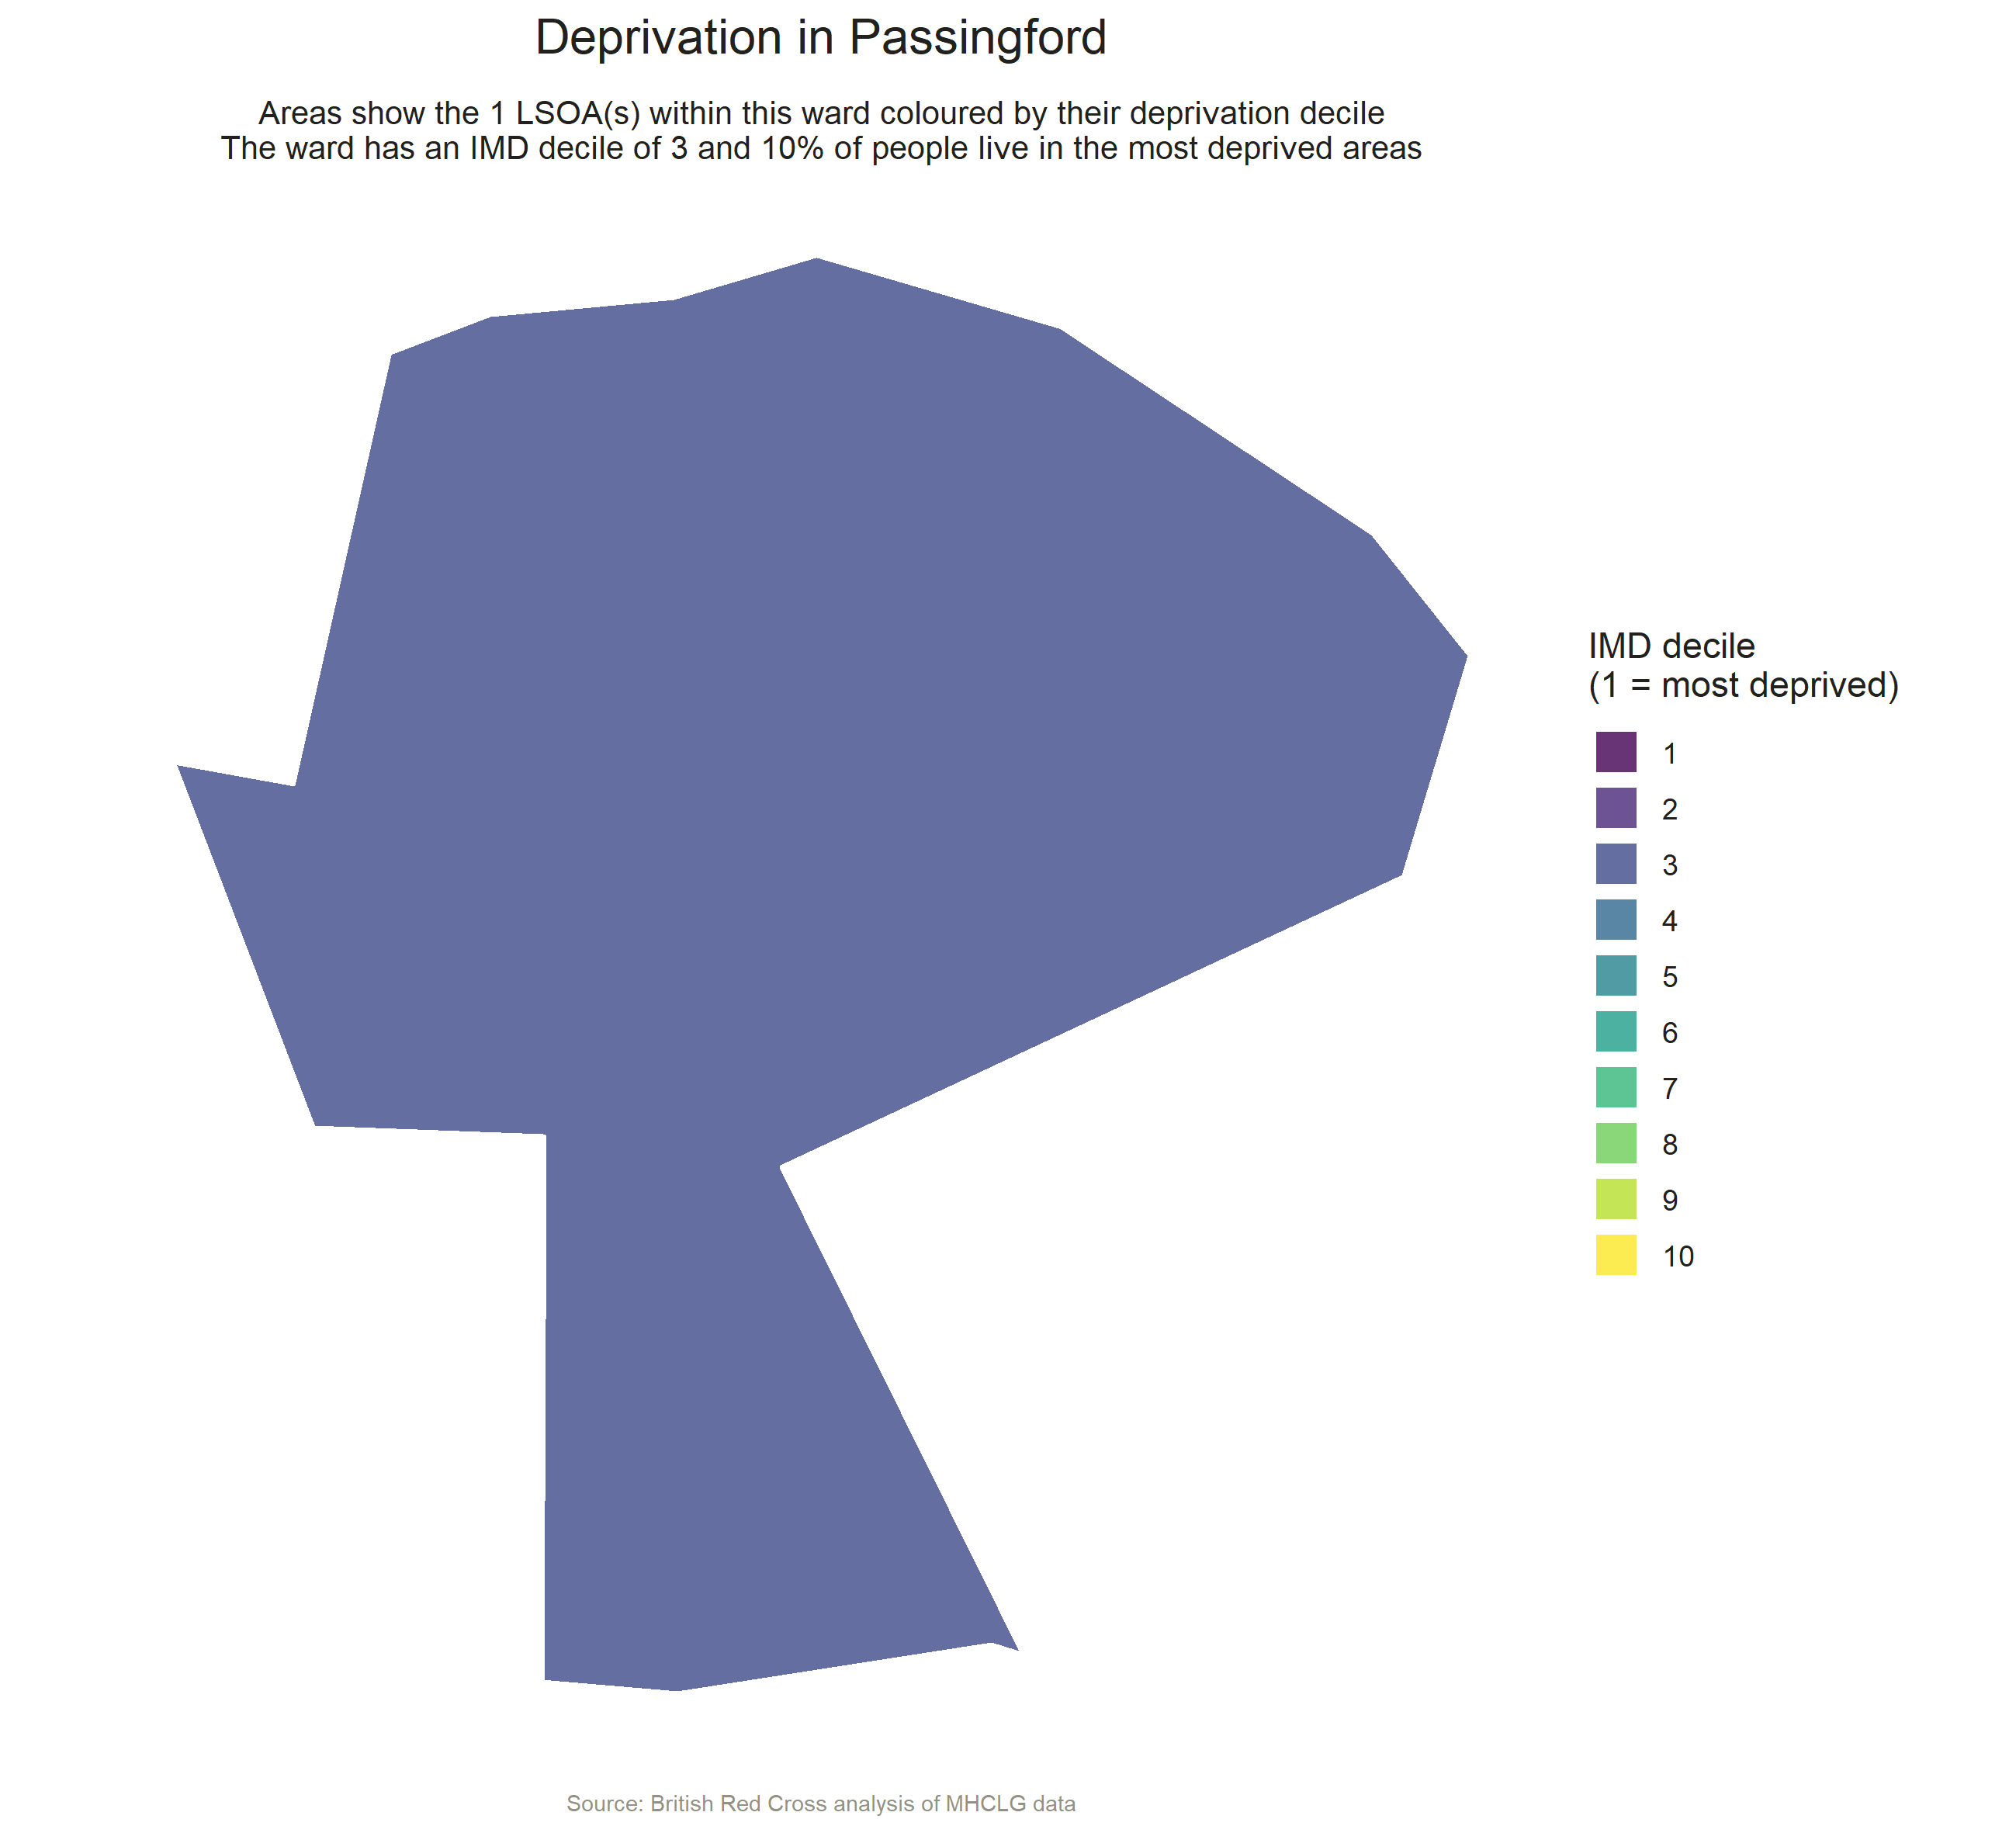 Deprivation in Passingford
Areas show the 1 LSOA(s) within this ward coloured by their deprivation decile
The ward has an IMD decile of 3 and 10% of people live in the most deprived areas
IMD decile
(1 = most deprived)
1
2
3
4
5
6
7
8
9
10
Source: British Red Cross analysis of MHCLG data